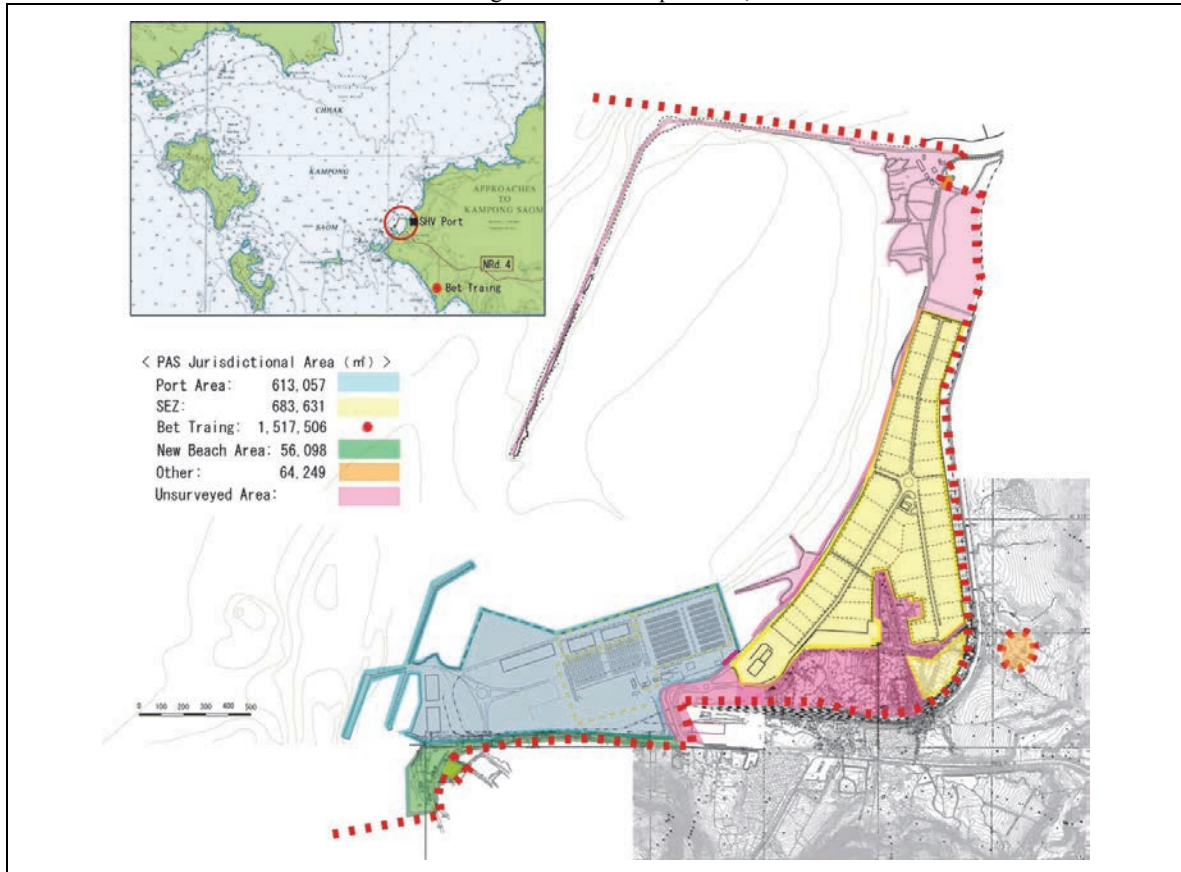 CHHAK
KAMPONG
SAOM
APPROACHES
TO
KAMPONG SAOM
SHV Port
NRd. 4
Bet Traing
< PAS Jurisdictional Area (㎡) >
Port Area: 613,057
SEZ: 683,631
Bet Traing: 1,517,506
New Beach Area: 56,098
Other: 64,249
Unsurveyed Area:
0 100 200 300 400 500